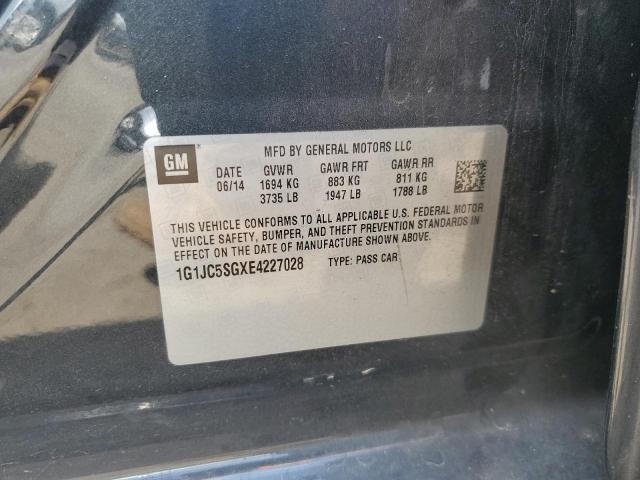 GM
MFD BY GENERAL MOTORS LLC
DATE GVWR GAWR FRT GAWR RR
06/14 1694 KG 883 KG 811 KG
3735 LB 1947 LB 1788 LB
THIS VEHICLE CONFORMS TO ALL APPLICABLE U.S. FEDERAL MOTOR
VEHICLE SAFETY, BUMPER, AND THEFT PREVENTION STANDARDS IN
EFFECT ON THE DATE OF MANUFACTURE SHOWN ABOVE.
1G1JC5SGXE4227028 TYPE: PASS CAR